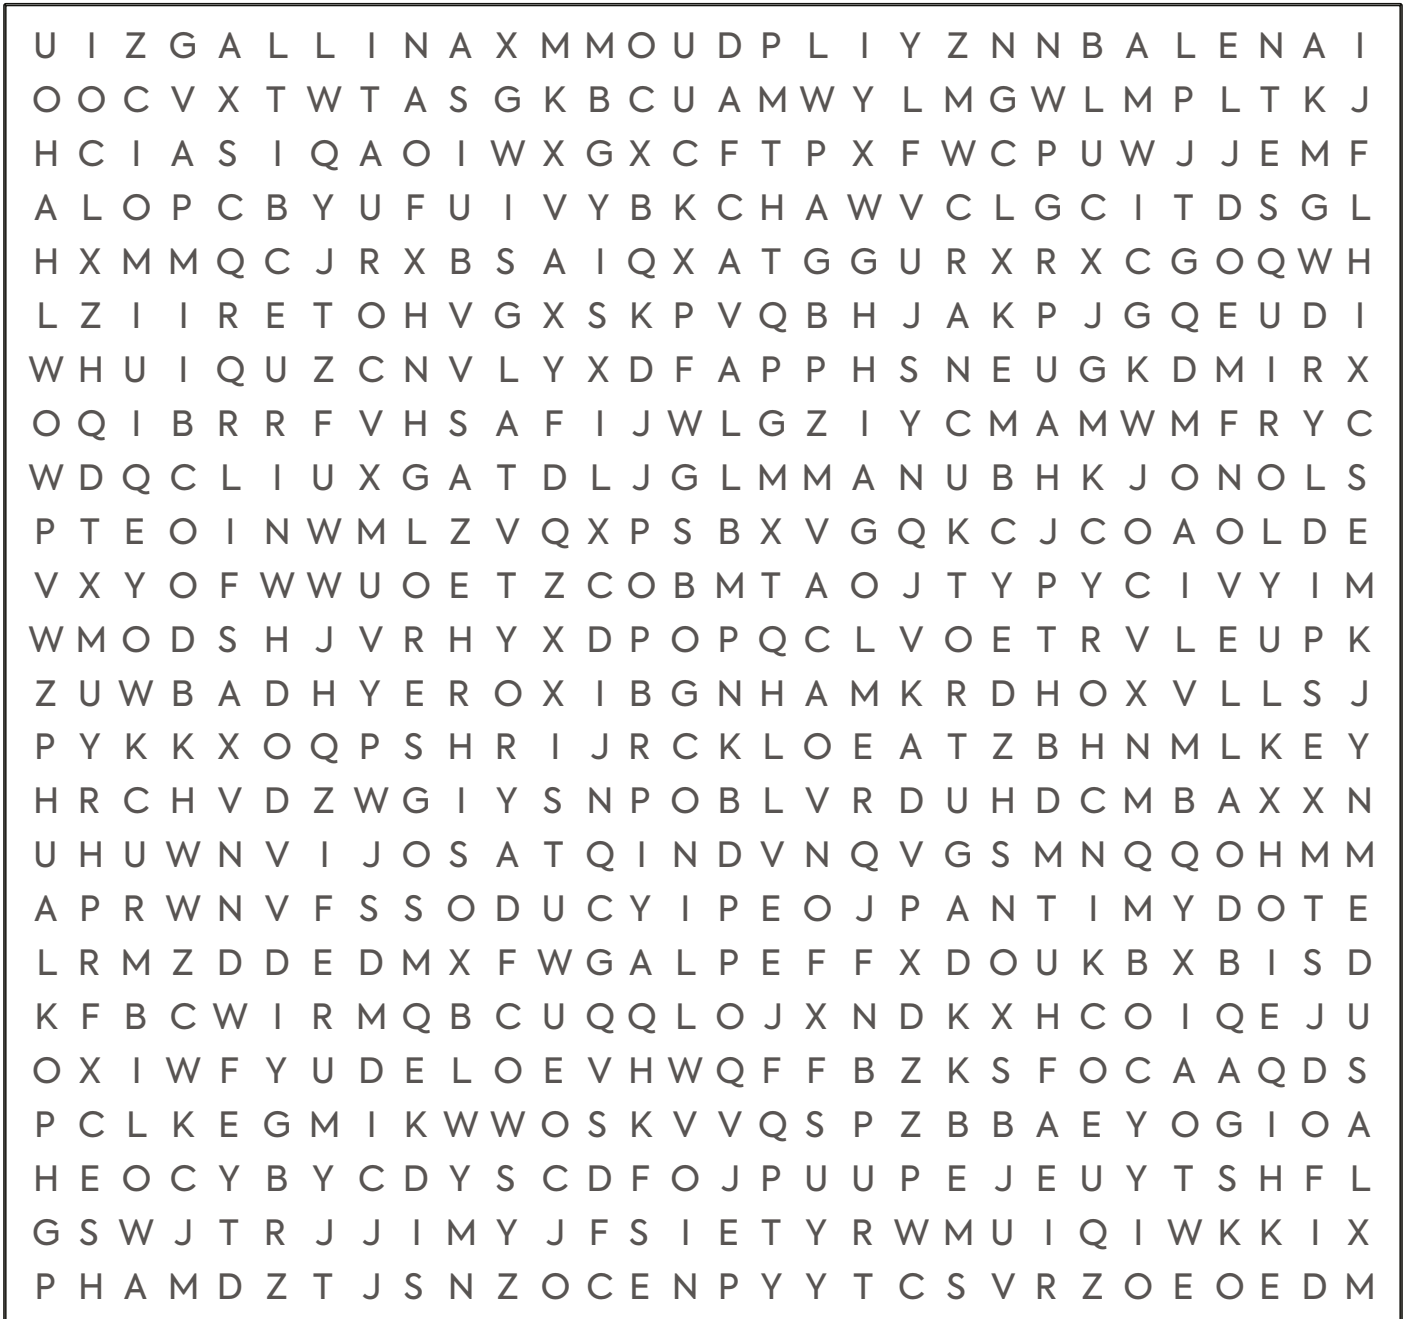 U I Z G A L L I N A X M M O U D P L I Y Z N N B A L E N A I
O O C V X T W T A S G K B C U A M W Y L M G W L M P L T K J
H C I A S I Q A O I W X G X C F T P X F W C P U W J J E M F
A L O P C B Y U F U I V Y B K C H A W V C L G C I T D S G L
H X M M Q C J R X B S A I Q X A T G G U R X R X C G O Q W H
L Z I I R E T O H V G X S K P V Q B H J A K P J G Q E U D I
W H U I Q U Z C N V L Y X D F A P P H S N E U G K D M I R X
O Q I B R R F V H S A F I J W L G Z I Y C M A M W M F R Y C
W D Q C L I U X G A T D L J G L M M A N U B H K J O N O L S
P T E O I N W M L Z V Q X P S B X V G Q K C J C O A O L D E
V X Y O F W W U O E T Z C O B M T A O J T Y P Y C I V Y I M
W M O D S H J V R H Y X D P O P Q C L V O E T R V L E U P K
Z U W B A D H Y E R O X I B G N H A M K R D H O X V L L S J
P Y K K X O Q P S H R I J R C K L O E A T Z B H N M L K E Y
H R C H V D Z W G I Y S N P O B L V R D U H D C M B A X X N
U H U W N V I J O S A T Q I N D V N Q V G S M N Q Q O H M M
A P R W N V F S S O D U C Y I P E O J P A N T I M Y D O T E
L R M Z D D E D M X F W G A L P E F F X D O U K B X B I S D
K F B C W I R M Q B C U Q Q L O J X N D K X H C O I Q E J U
O X I W F Y U D E L O E V H W Q F F B Z K S F O C A A Q D S
P C L K E G M I K W W O S K V V Q S P Z B B A E Y O G I O A
H E O C Y B Y C D Y S C D F O J P U U P E J E U Y T S H F L
G S W J T R J J I M Y J F S I E T Y R W M U I Q I W K K I X
P H A M D Z T J S N Z O C E N P Y Y T C S V R Z O E O E D M